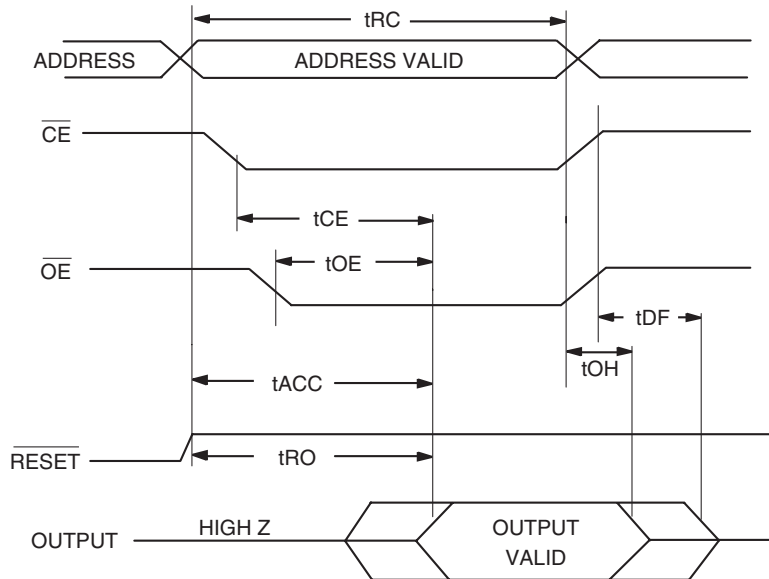 tRC
ADDRESS
ADDRESS VALID
CE
tCE
OE
tOE
tDF
tOH
tACC
RESET
tRO
OUTPUT
HIGH Z
OUTPUT
VALID